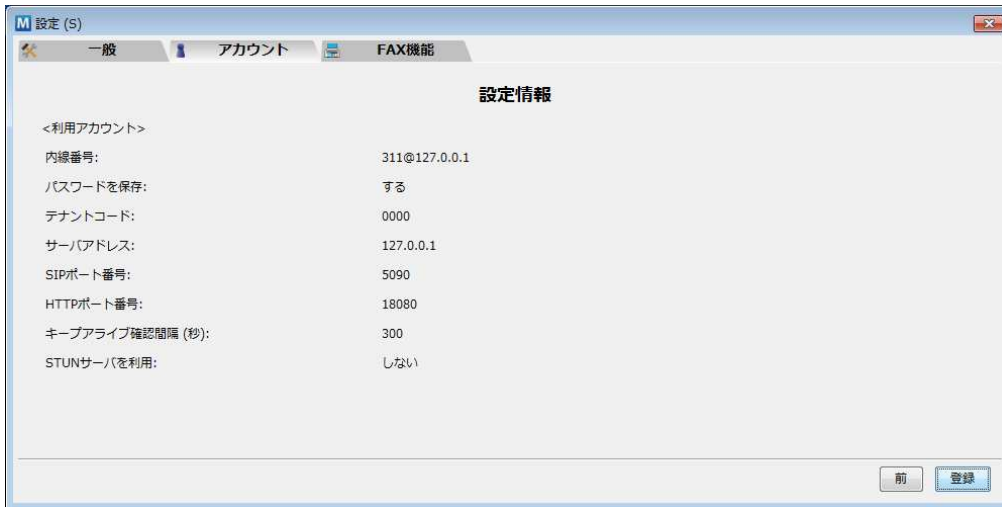 M 設定 (S)
一般 アカウント FAX機能
設定情報
<利用アカウント>
内線番号: 311@127.0.0.1
パスワードを保存: する
テナントコード: 0000
サーバアドレス: 127.0.0.1
SIPポート番号: 5090
HTTPポート番号: 18080
キープアライブ確認間隔 (秒): 300
STUNサーバを利用: しない
前 登録